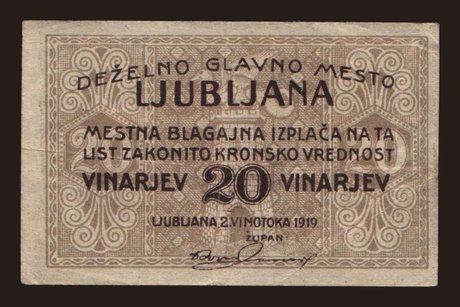 DEŽELNO GLAVNO MESTO
LJUBLJANA
MESTNA BLAGAJNA IZPLAČA NA TA
LIST ZAKONITO KRONSKO VREDNOST
VINARJEV 20 VINARJEV
LJUBLJANA 2. VINOTOKA 1919
ŽUPAN